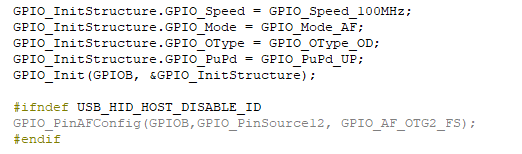 GPIO_InitStructure.GPIO_Speed = GPIO_Speed_100MHz;
GPIO_InitStructure.GPIO_Mode = GPIO_Mode_AF;
GPIO_InitStructure.GPIO_OType = GPIO_OType_OD;
GPIO_InitStructure.GPIO_PuPd = GPIO_PuPd_UP;
GPIO_Init(GPIOB, &GPIO_InitStructure);
#ifndef USB_HID_HOST_DISABLE_ID
GPIO_PinAFConfig(GPIOB,GPIO_PinSource12, GPIO_AF_OTG2_FS);
#endif